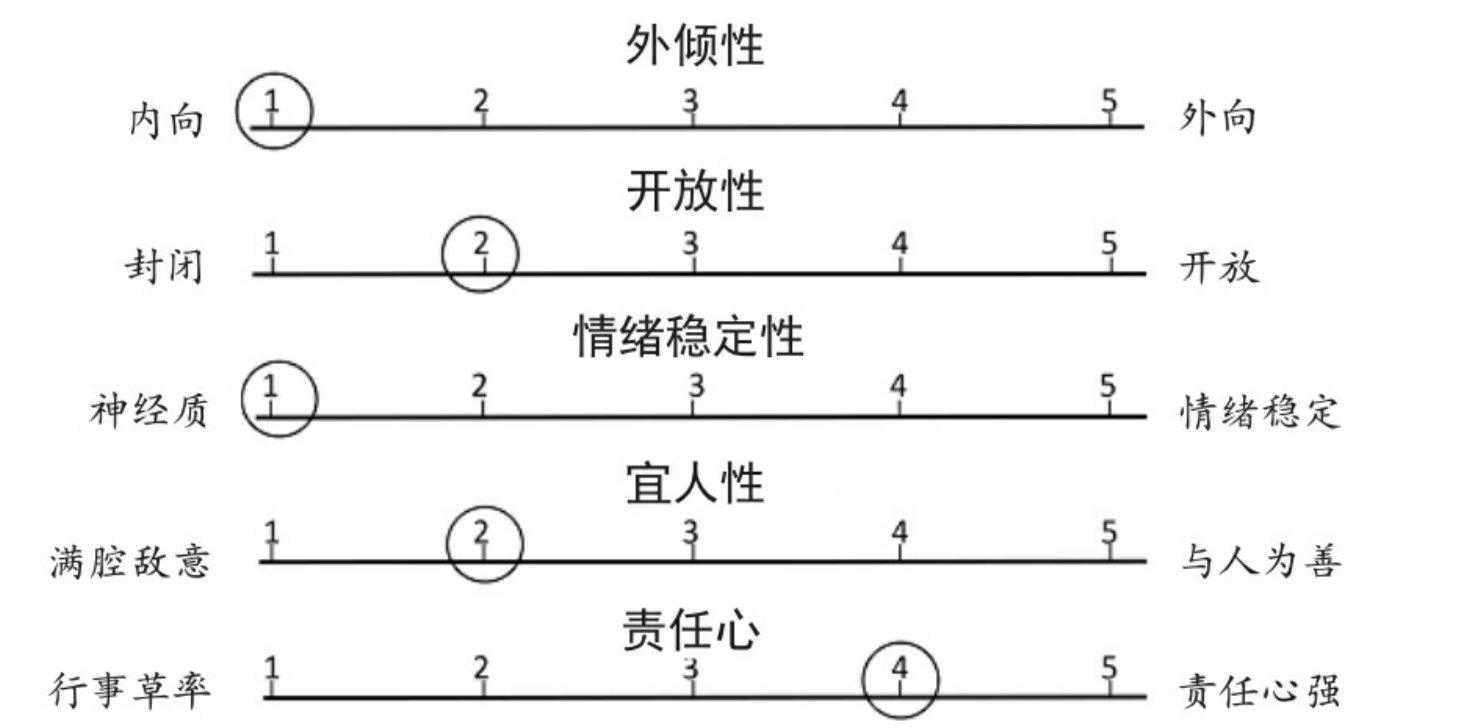 外倾性
内向 1 2 3 4 5 外向
开放性
封闭 1 2 3 4 5 开放
情绪稳定性
神经质 1 2 3 4 5 情绪稳定
宜人性
满腔敌意 1 2 3 4 5 与人为善
责任心
行事草率 1 2 3 4 5 责任心强